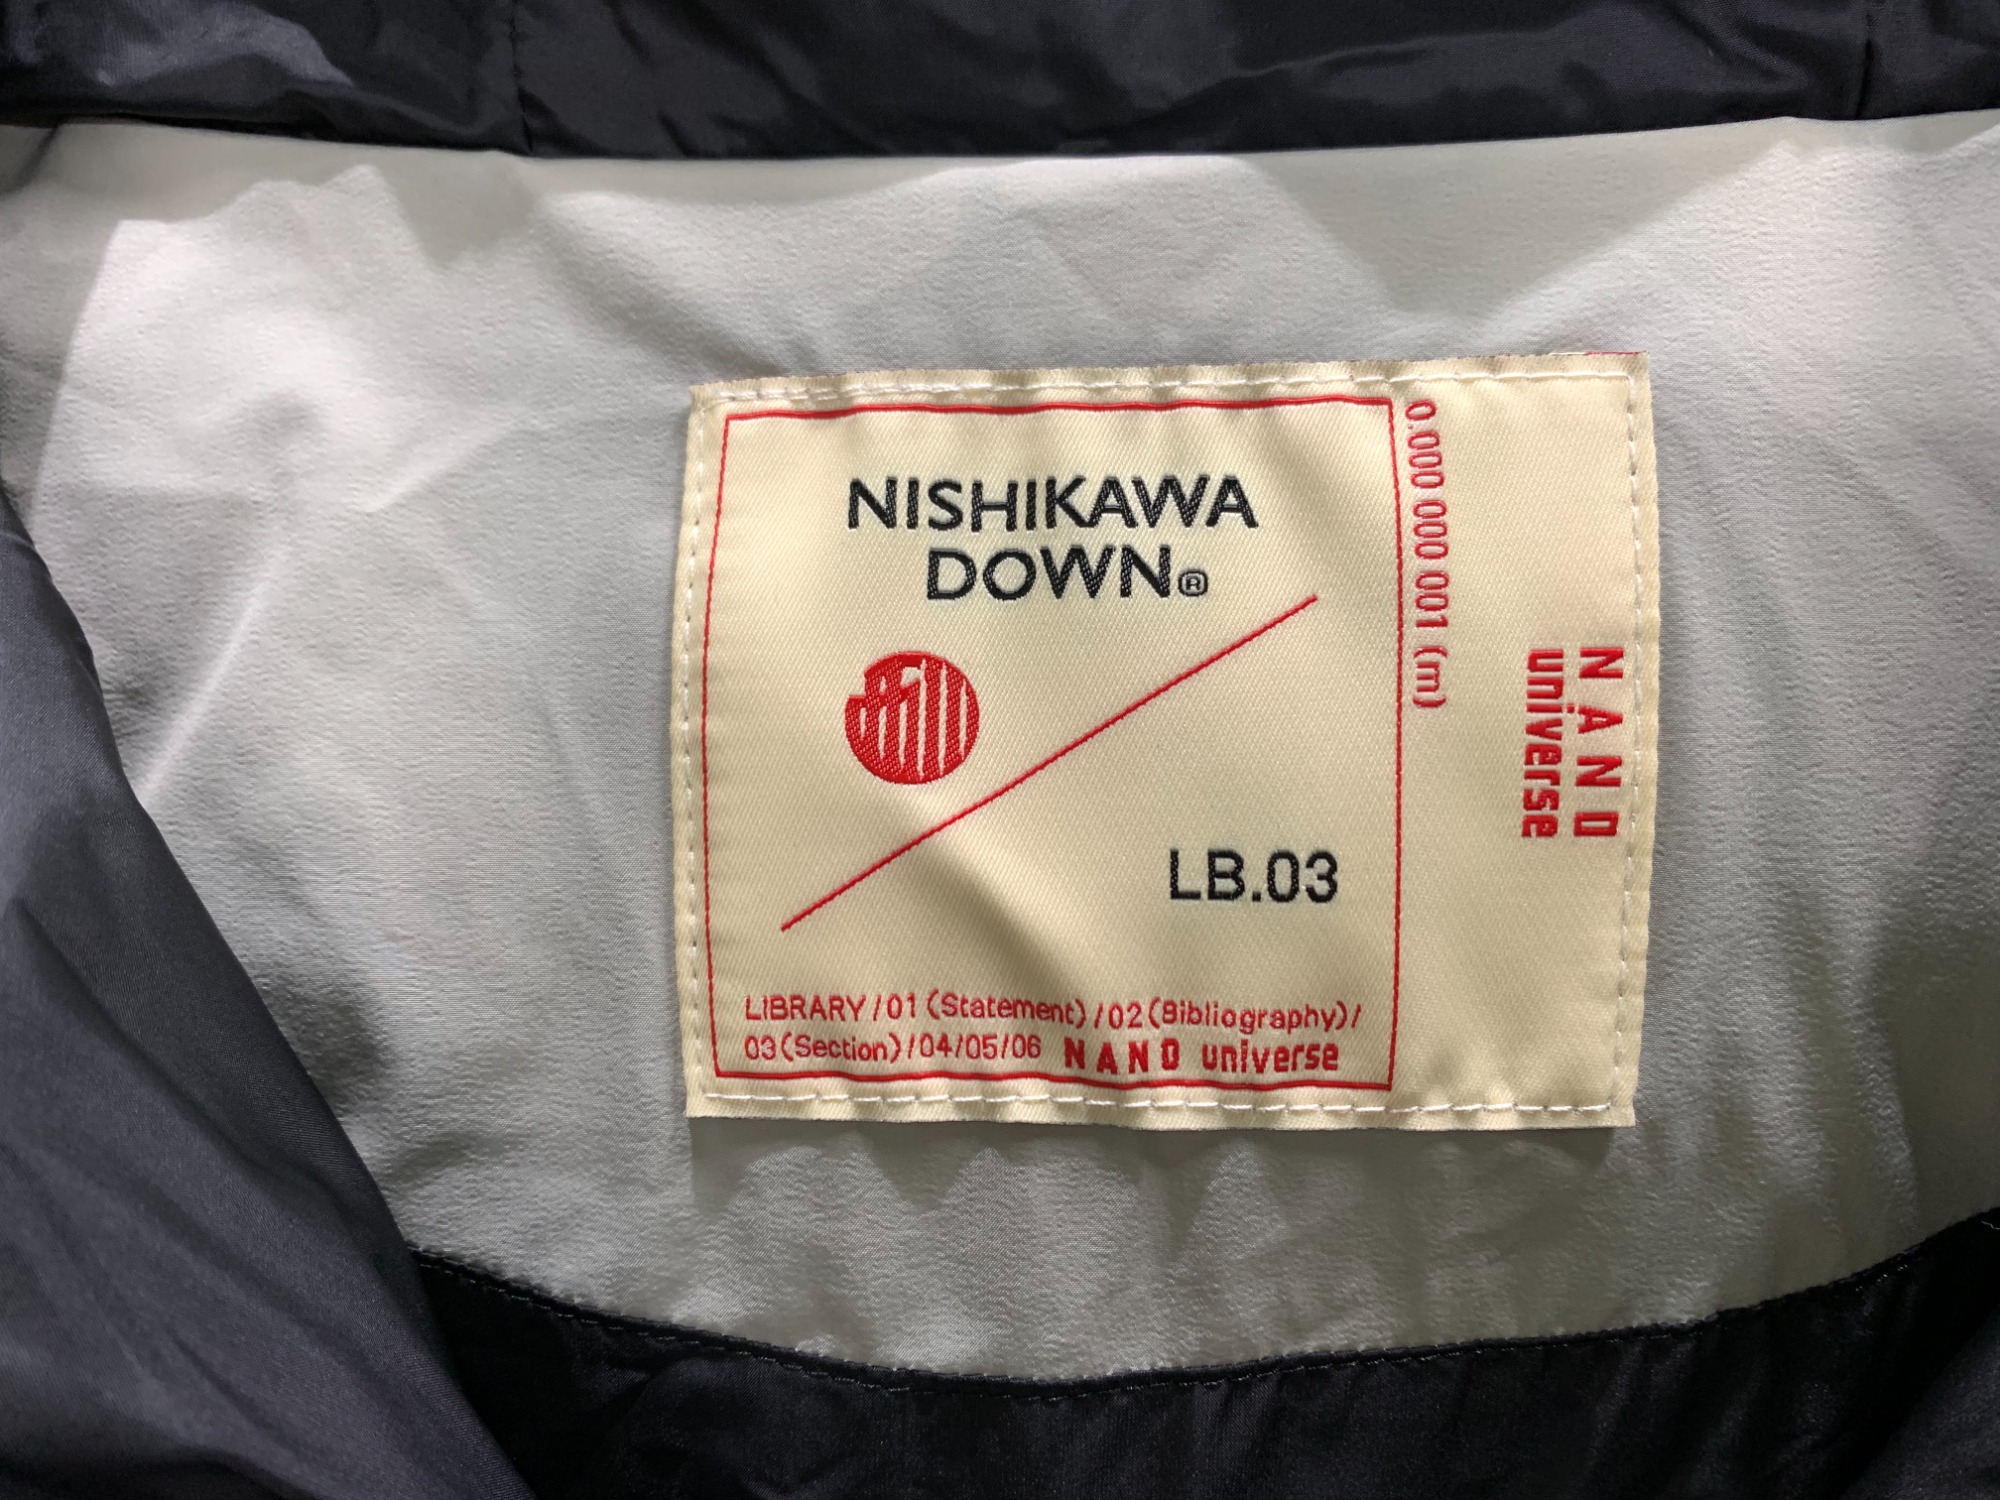 NISHIKAWA
DOWN®
LB.03
LIBRARY/01(Statement)/02(Bibliography)/
03(Section)/04/05/06 NANO universe
0.000 000 001 (m)
NANO
universe